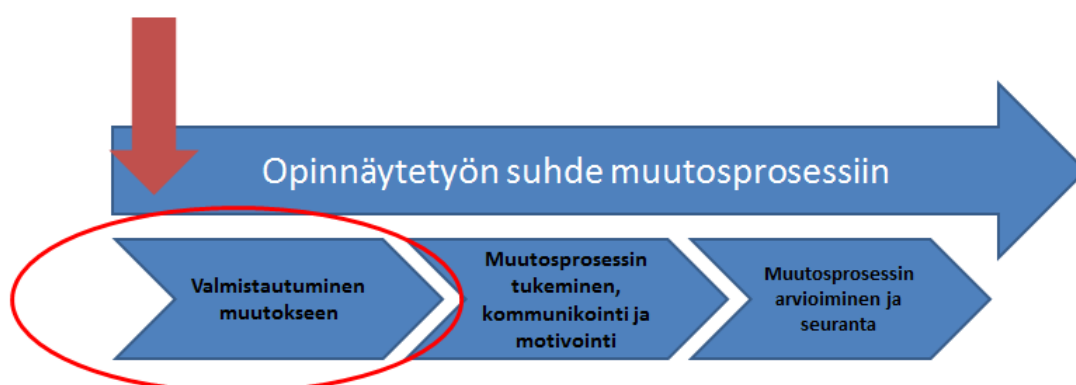 Opinnäytetyön suhde muutosprosessiin
Valmistautuminen
muutokseen
Muutosprosessin
tukeminen,
kommunikointi ja
motivointi
Muutosprosessin
arvioiminen ja
seuranta